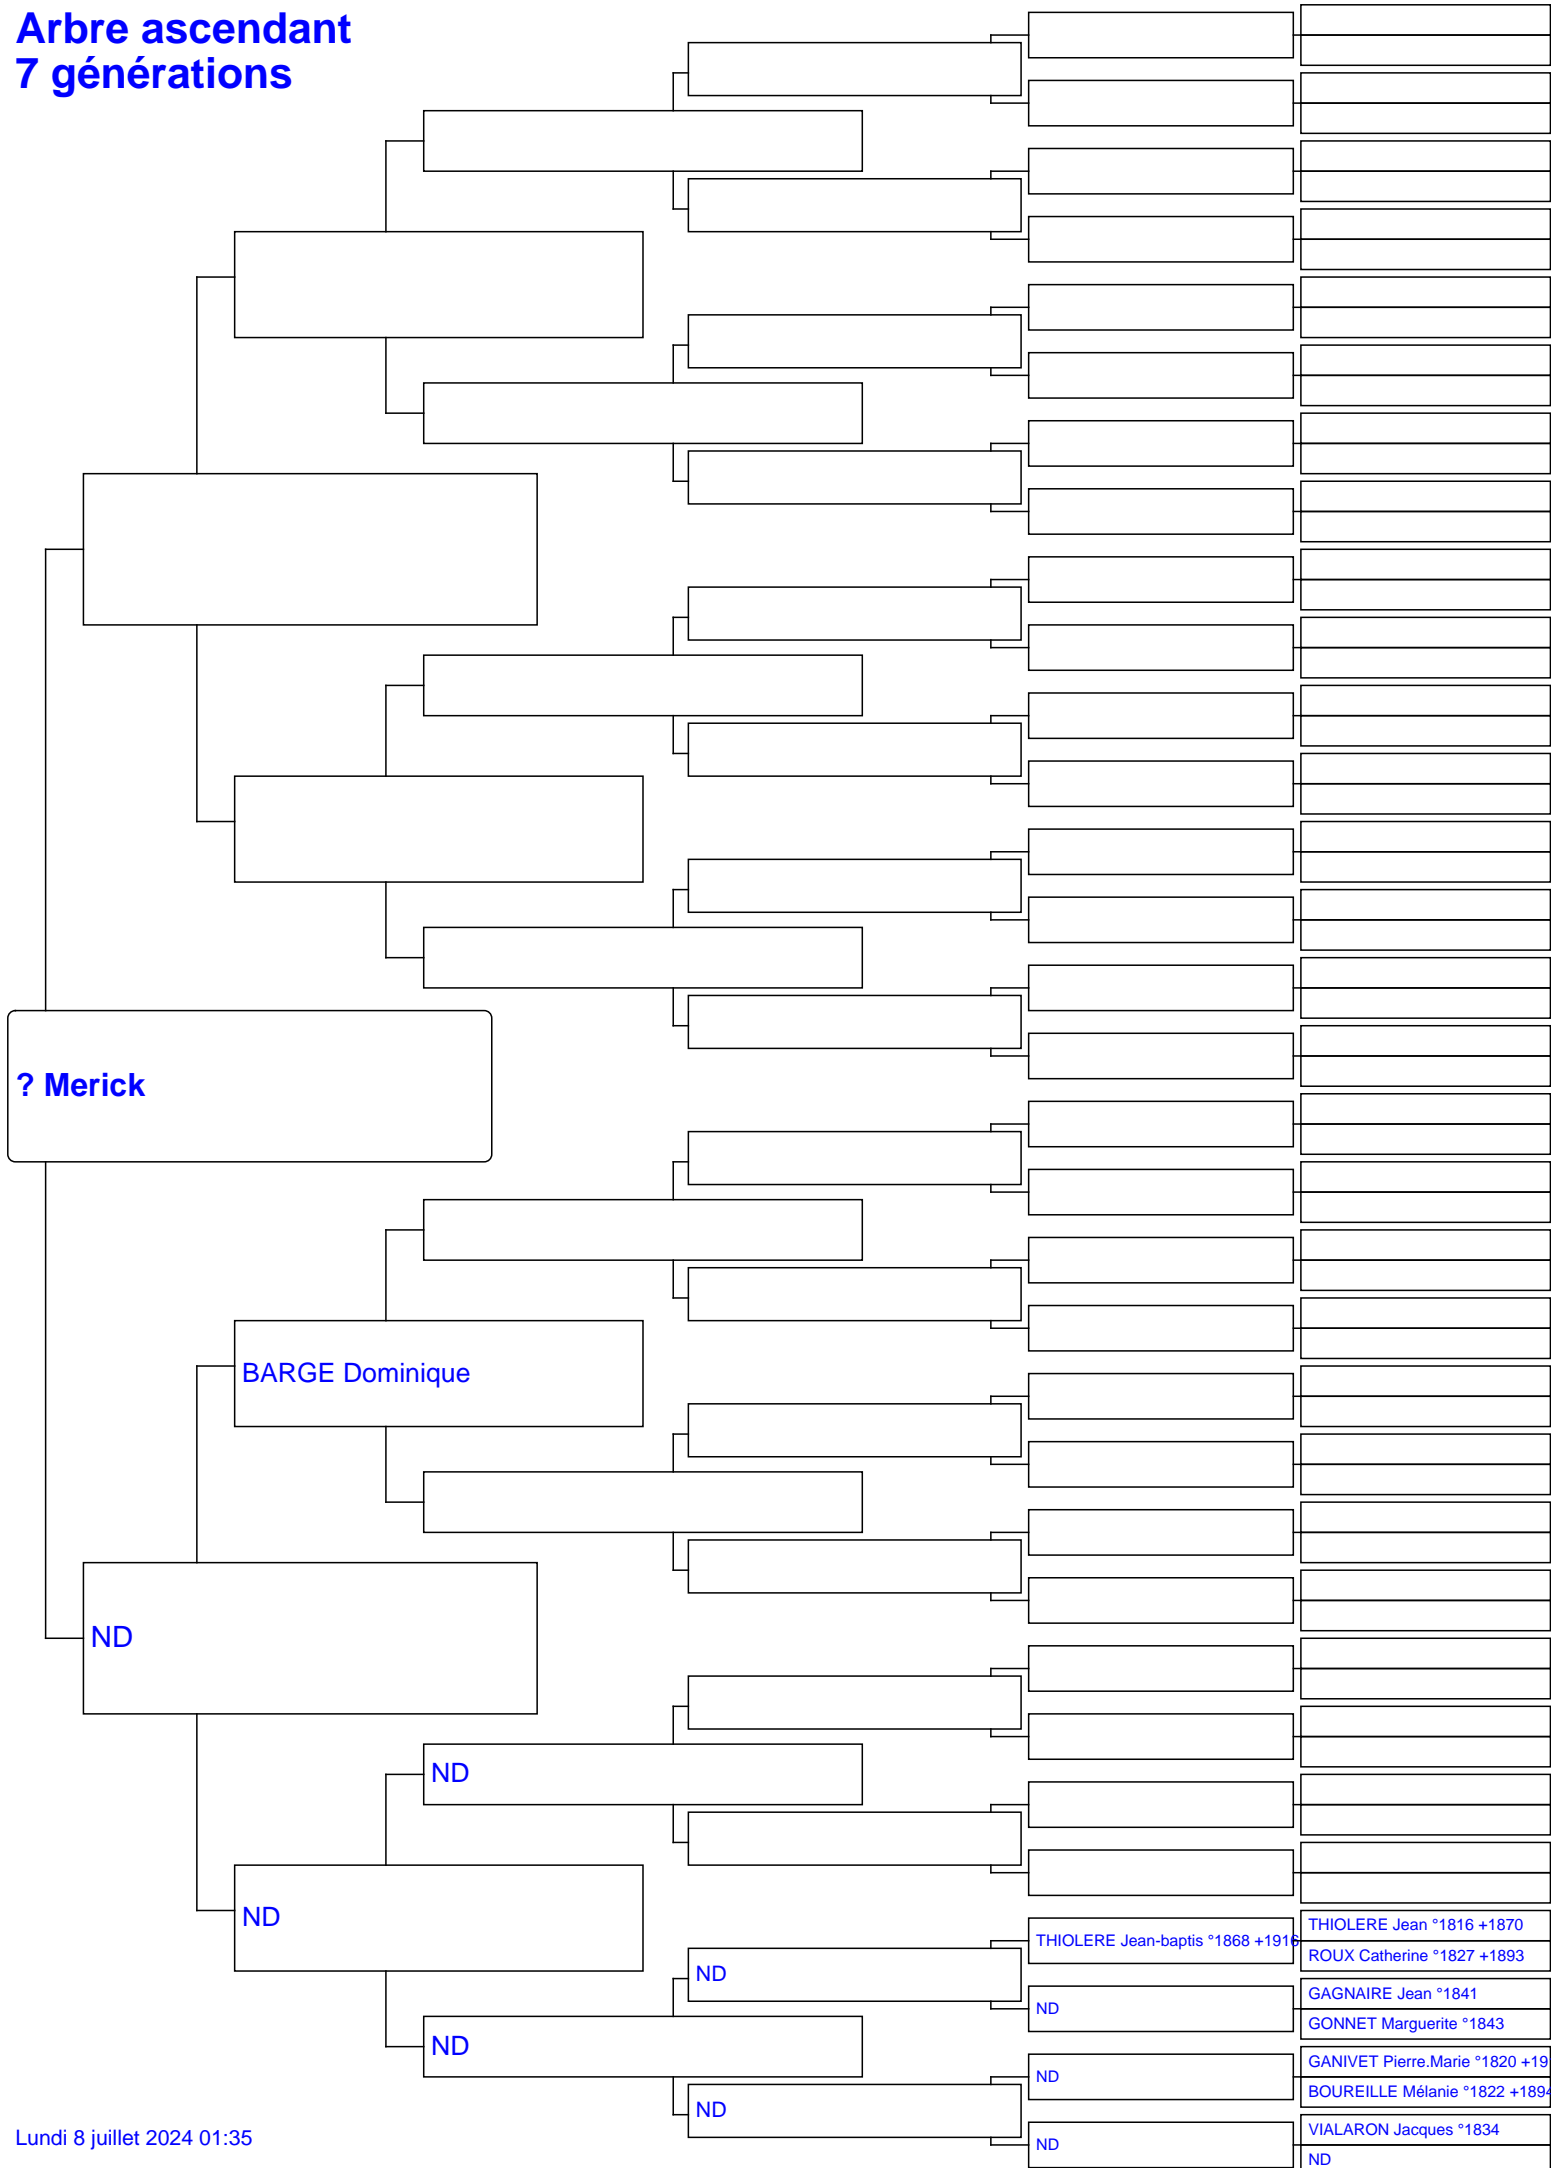 Arbre ascendant
7 générations
? Merick
BARGE Dominique
ND
ND
ND
ND
ND
ND
THIOLERE Jean-baptis °1868 +1916
ND
ND
ND
THIOLERE Jean °1816 +1870
ROUX Catherine °1827 +1893
GAGNAIRE Jean °1841
GONNET Marguerite °1843
GANIVET Pierre.Marie °1820 +19
BOUREILLE Mélanie °1822 +1894
VIALARON Jacques °1834
ND
Lundi 8 juillet 2024 01:35